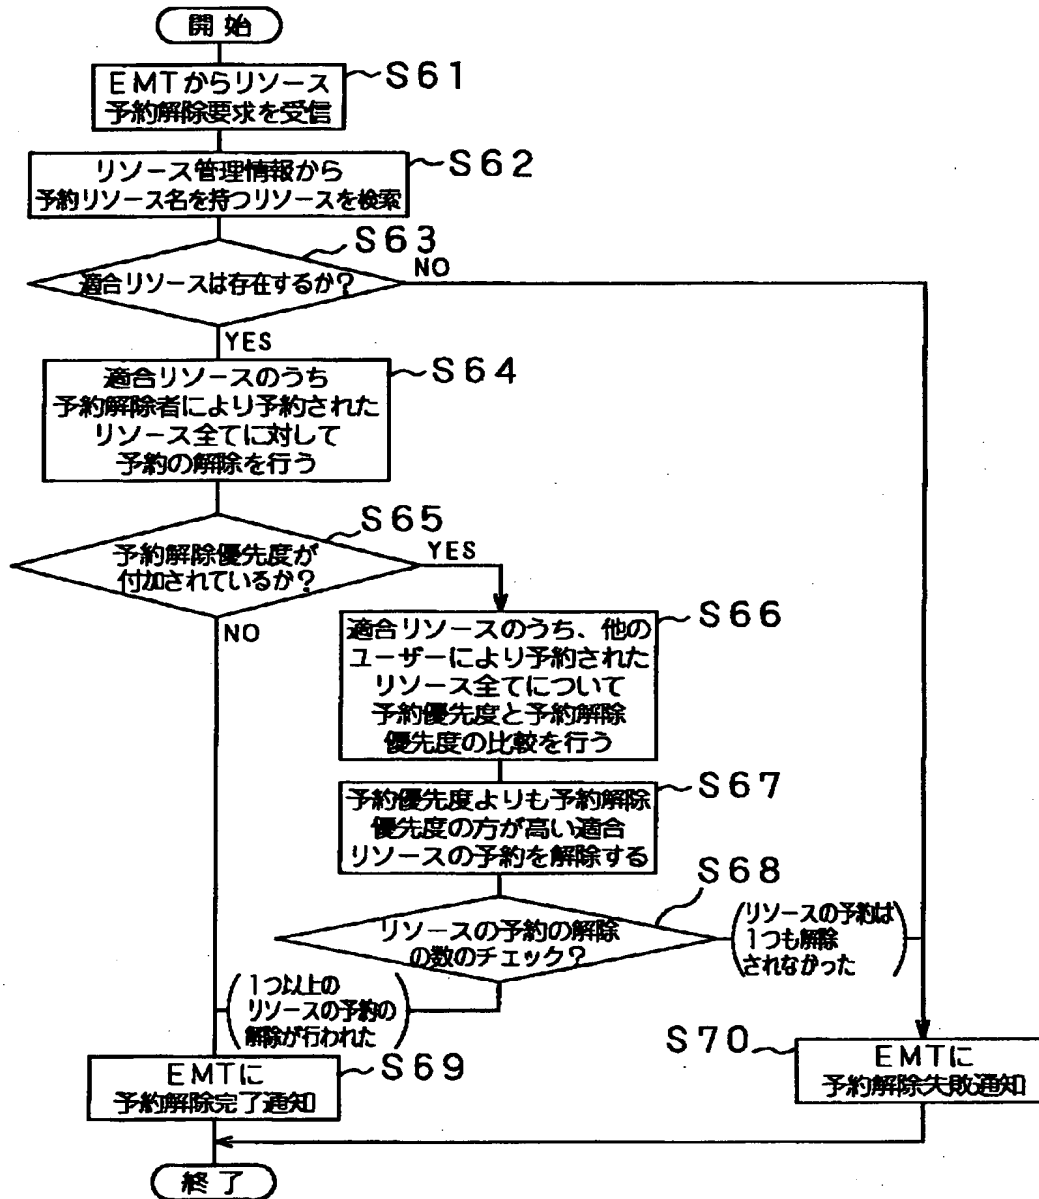 開始
EMTからリソース
予約解除要求を受信
S61
リソース管理情報から
予約リソース名を持つリソースを検索
S62
S63
適合リソースは存在するか?
NO
YES
適合リソースのうち
予約解除者により予約された
リソース全てに対して
予約の解除を行う
S64
S65
予約解除優先度が
付加されているか?
YES
NO
適合リソースのうち、他の
ユーザーにより予約された
リソース全てについて
予約優先度と予約解除
優先度の比較を行う
S66
予約優先度よりも予約解除
優先度の方が高い適合
リソースの予約を解除する
S67
S68
リソースの予約の解除
の数のチェック?
(リソースの予約は
1つも解除
されなかった)
(1つ以上の
リソースの予約の
解除が行われた)
EMTに
予約解除完了通知
S69
S70
EMTに
予約解除失敗通知
終了